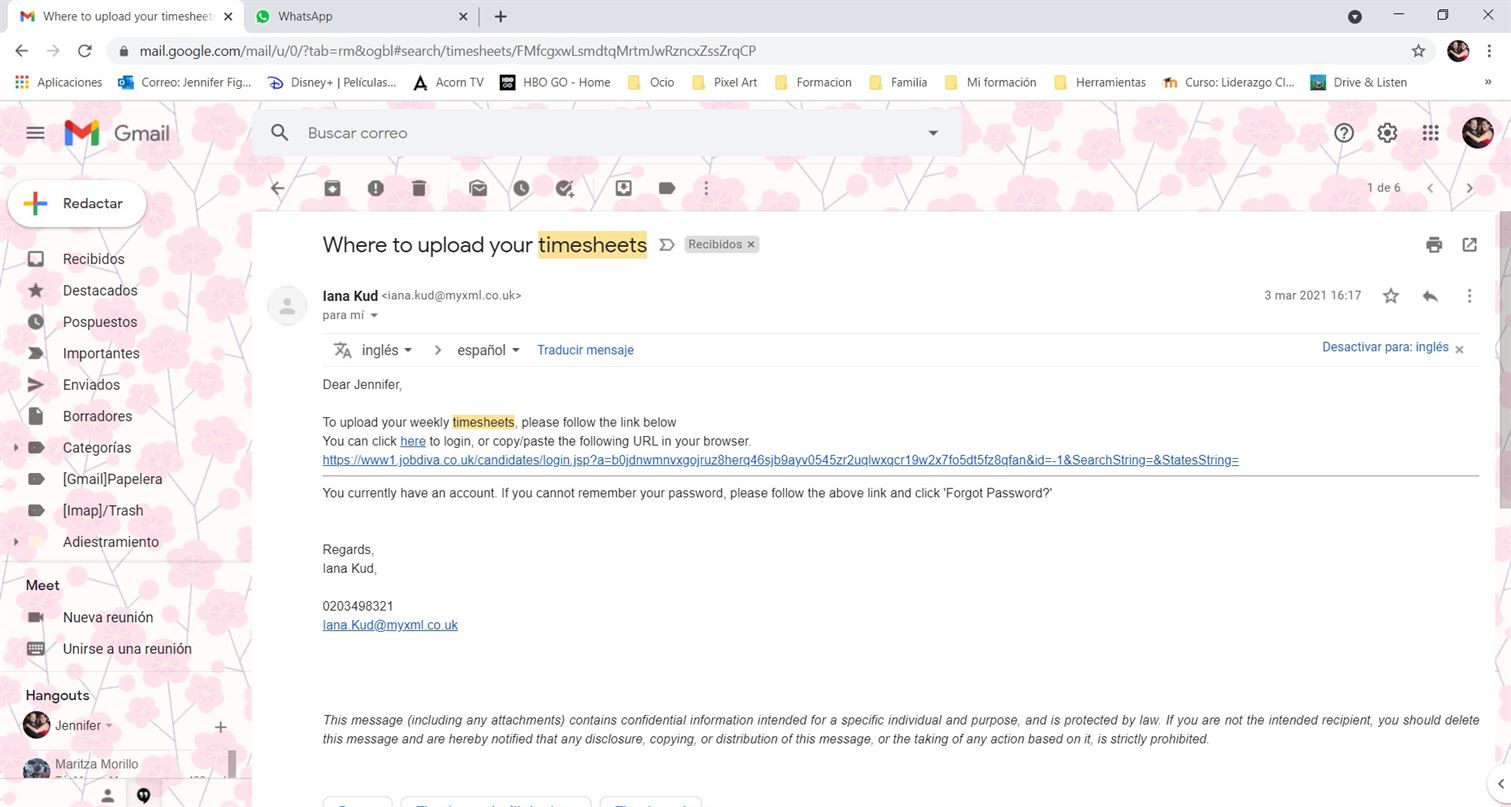 Where to upload your timesheets
WhatsApp
mail.google.com/mail/u/0/?tab=rm&ogbl#search/timesheets/FMfcgxwLsmdtqMrtmJwRzncxZssZrqCP
Aplicaciones
Correo: Jennifer Fig...
Disney+ | Películas...
Acorn TV
HBO GO - Home
Ocio
Pixel Art
Formacion
Familia
Mi formación
Herramientas
Curso: Liderazgo Cl...
Drive & Listen
»
Gmail
Buscar correo
Redactar
1 de 6
Recibidos
Destacados
Pospuestos
Importantes
Enviados
Borradores
Categorías
[Gmail]Papelera
[Imap]/Trash
Adiestramiento
Meet
Nueva reunión
Unirse a una reunión
Hangouts
Jennifer
Maritza Morillo
Where to upload your timesheets
Recibidos ×
Iana Kud <iana.kud@myxml.co.uk>
3 mar 2021 16:17
para mí
inglés > español Traducir mensaje
Desactivar para: inglés ×
Dear Jennifer,
To upload your weekly timesheets, please follow the link below
You can click here to login, or copy/paste the following URL in your browser.
https://www1.jobdiva.co.uk/candidates/login.jsp?a=b0jdnwmnvxgojruz8herq46sjb9ayv0545zr2uqlwxqcr19w2x7fo5dt5fz8qfan&id=-1&SearchString=&StatesString=
You currently have an account. If you cannot remember your password, please follow the above link and click 'Forgot Password?'
Regards,
Iana Kud,
0203498321
Iana.Kud@myxml.co.uk
This message (including any attachments) contains confidential information intended for a specific individual and purpose, and is protected by law. If you are not the intended recipient, you should delete
this message and are hereby notified that any disclosure, copying, or distribution of this message, or the taking of any action based on it, is strictly prohibited.